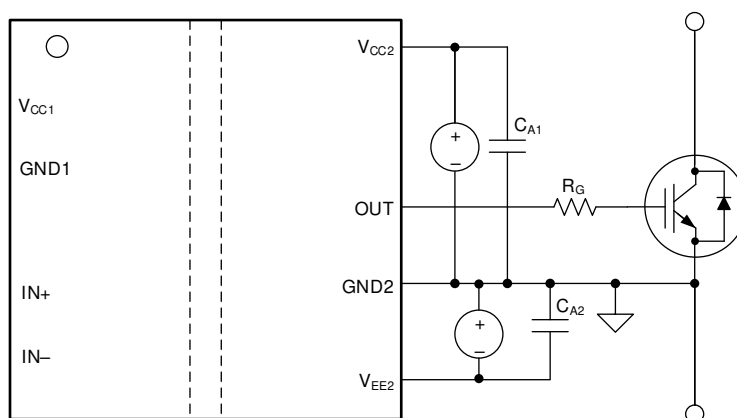 VCC2
VCC1
CA1
+
–
GND1
RG
OUT
IN+
GND2
CA2
+
–
IN–
VEE2